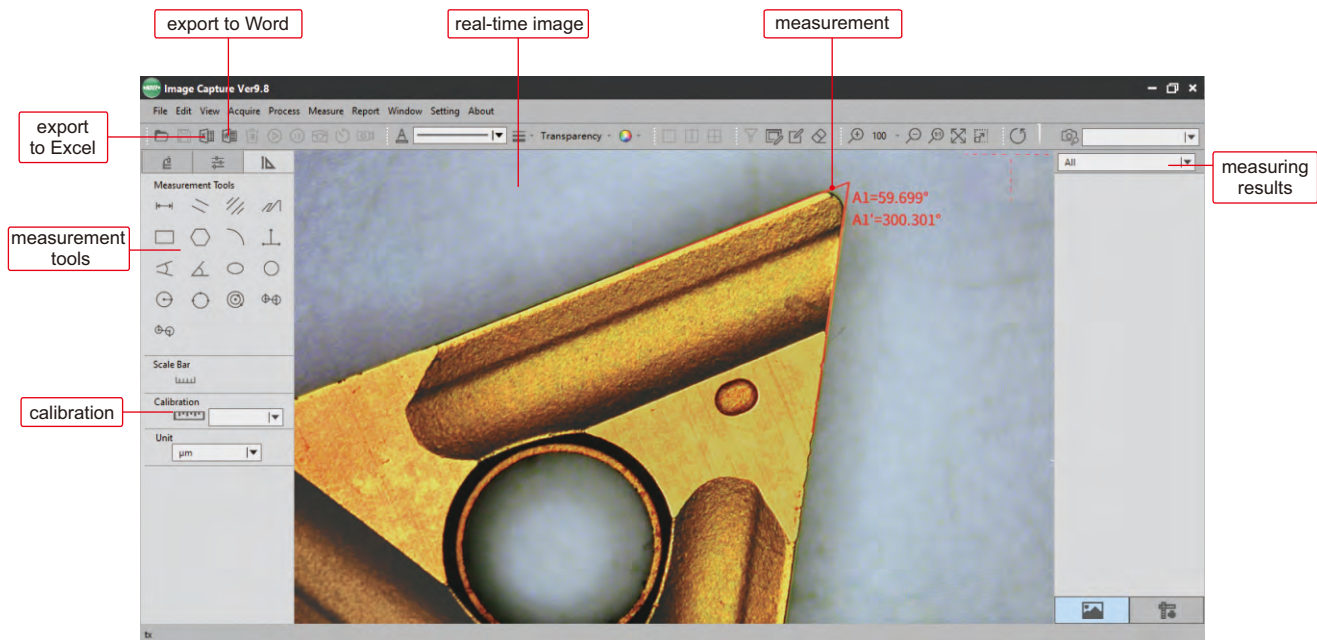 export to Word
real-time image
measurement
Image Capture Ver9.8
File Edit View Acquire Process Measure Report Window Setting About
export
to Excel
A
Transparency
100
All
measuring
results
Measurement Tools
A1=59.699°
A1'=300.301°
measurement
tools
Scale Bar
calibration
Calibration
Unit
µm
tx